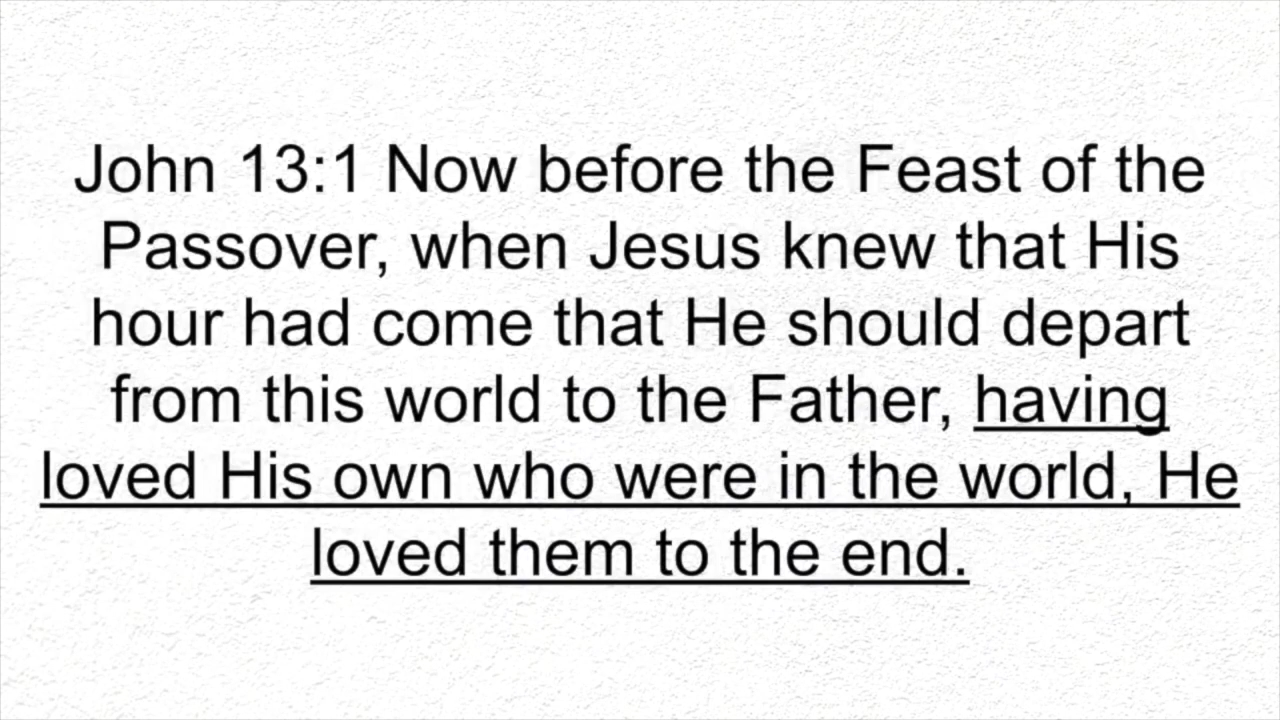 John 13:1 Now before the Feast of the
Passover, when Jesus knew that His
hour had come that He should depart
from this world to the Father, having
loved His own who were in the world, He
loved them to the end.